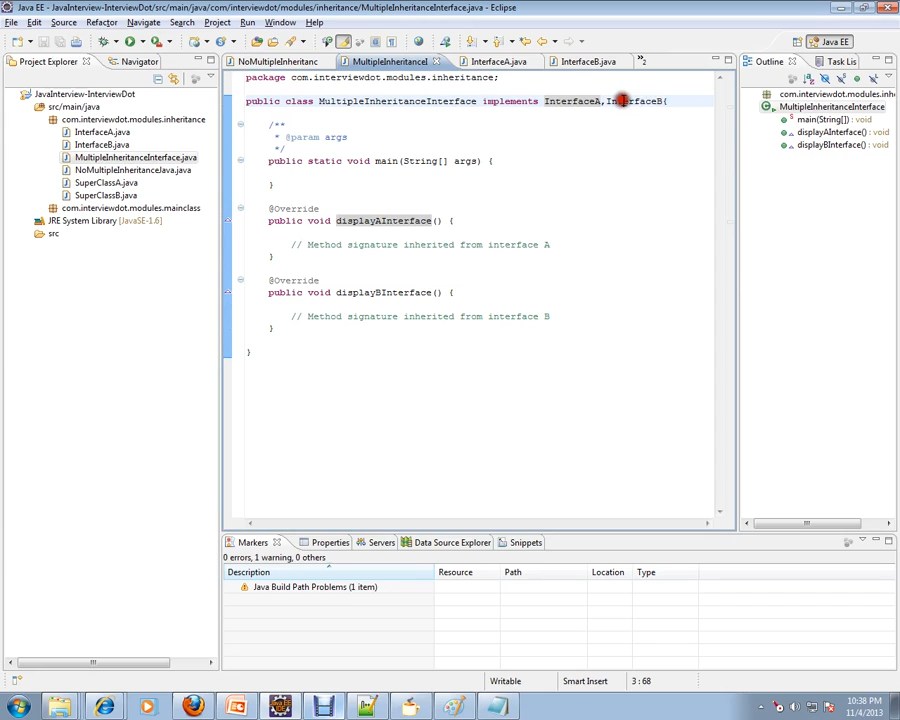 Java EE - JavaInterview-InterviewDot/src/main/java/com/interviewdot/modules/inheritance/MultipleInheritanceInterface.java - Eclipse
File Edit Source Refactor Navigate Search Project Run Window Help
Java EE
Project Explorer Navigator
JavaInterview-InterviewDot
src/main/java
com.interviewdot.modules.inheritance
InterfaceA.java
InterfaceB.java
MultipleInheritanceInterface.java
NoMultipleInheritanceJava.java
SuperClassA.java
SuperClassB.java
com.interviewdot.modules.mainclass
JRE System Library [JavaSE-1.6]
src
NoMultipleInheritanc MultipleInheritanceI InterfaceA.java InterfaceB.java »2
package com.interviewdot.modules.inheritance;
public class MultipleInheritanceInterface implements InterfaceA,InterfaceB{
/**
* @param args
*/
public static void main(String[] args) {
}
@Override
public void displayAInterface() {
// Method signature inherited from interface A
}
@Override
public void displayBInterface() {
// Method signature inherited from interface B
}
}
Outline Task Lis
com.interviewdot.modules.inher
MultipleInheritanceInterface
main(String[]) : void
displayAInterface() : void
displayBInterface() : void
Markers Properties Servers Data Source Explorer Snippets
0 errors, 1 warning, 0 others
Description Resource Path Location Type
Java Build Path Problems (1 item)
Writable Smart Insert 3 : 68
10:38 PM
11/4/2013